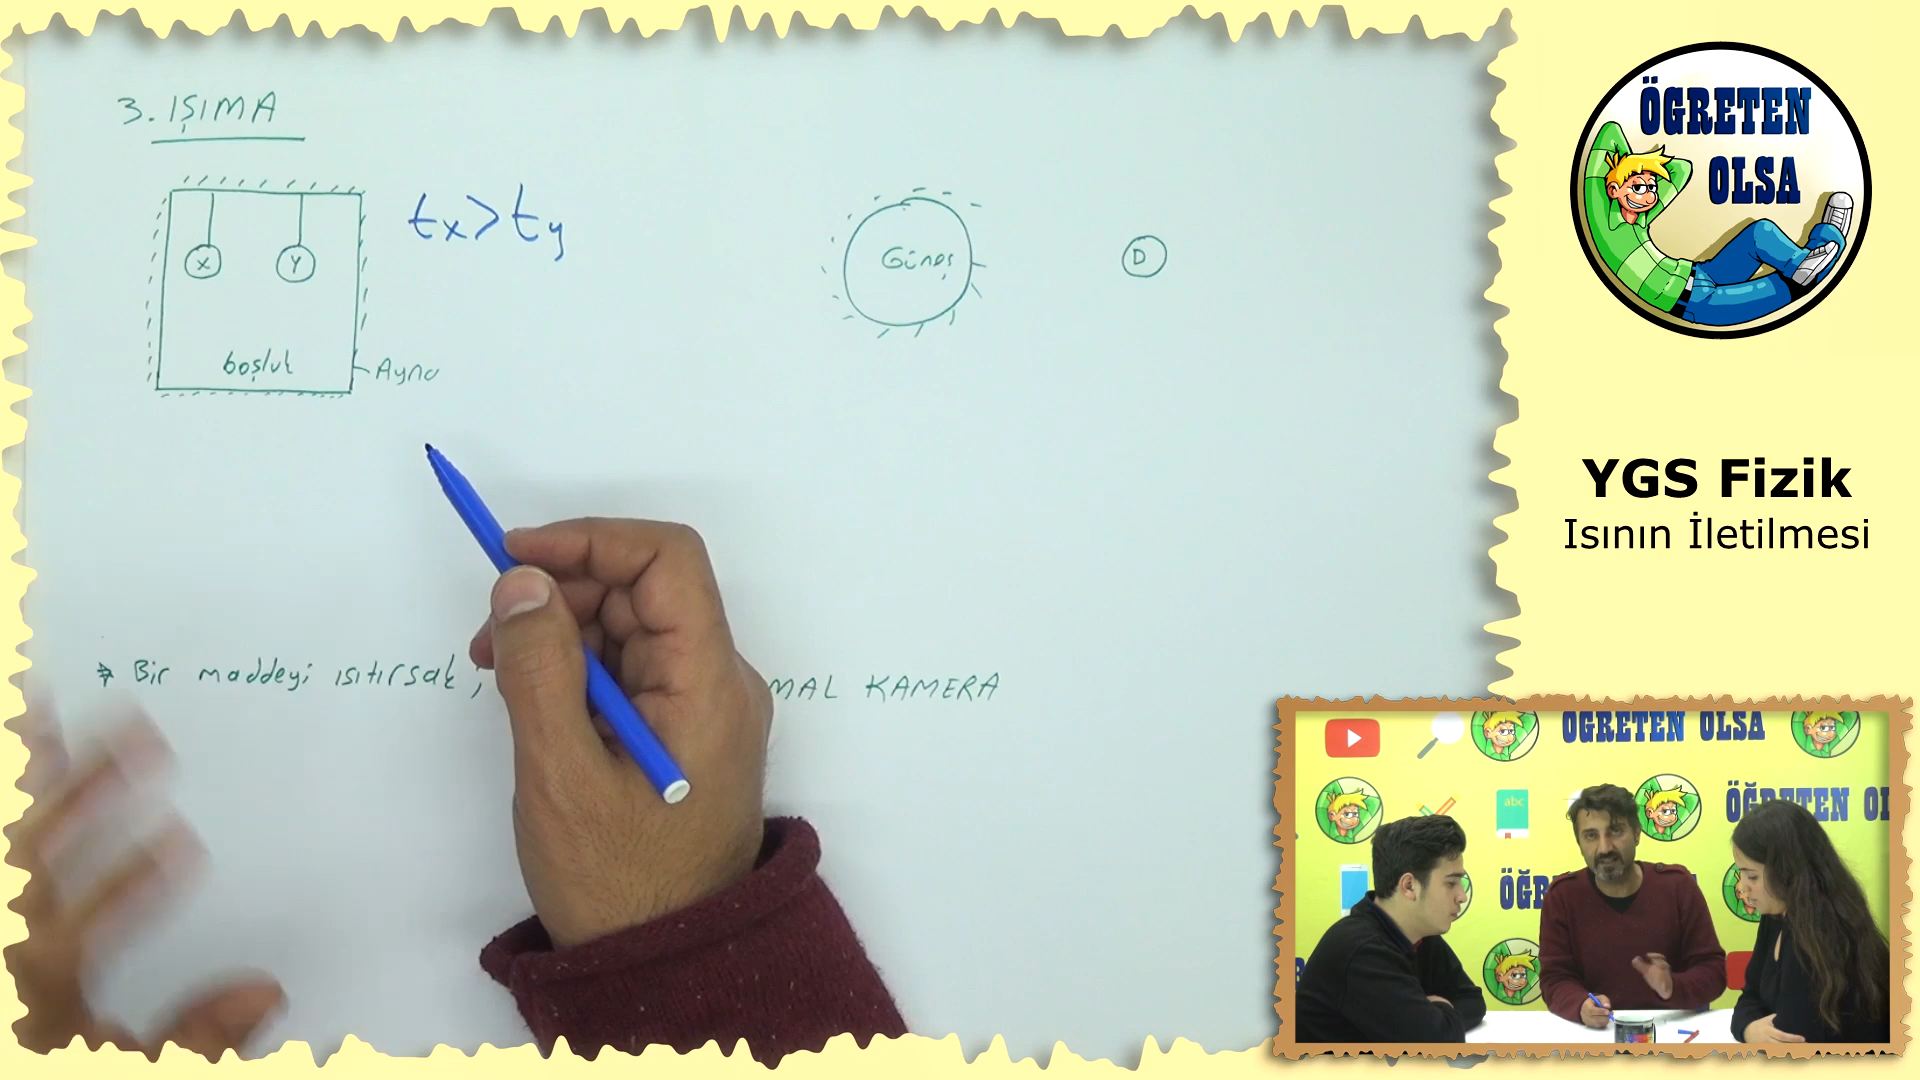 3. IŞIMA
tx>ty
X
Y
boşluk
Ayna
Güneş
D
⇒ Bir maddeyi ısıtırsak;
MAL KAMERA
ÖĞRETEN
OLSA
YGS Fizik
Isının İletilmesi
ÖĞRETEN OLSA
abc